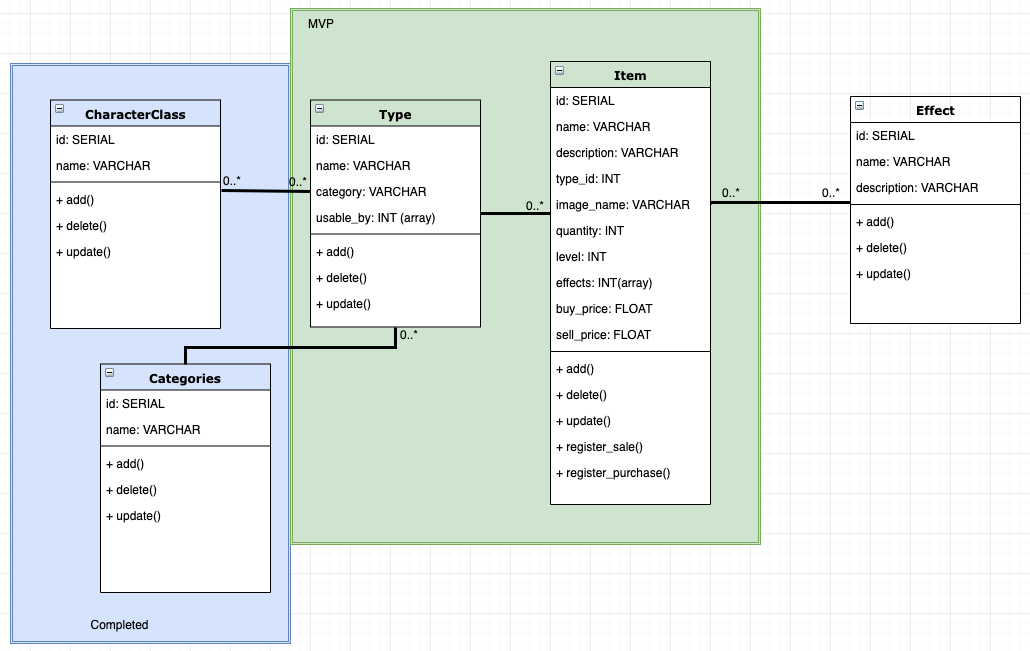 MVP
CharacterClass
id: SERIAL
name: VARCHAR
+ add()
+ delete()
+ update()
0..*
0..*
Type
id: SERIAL
name: VARCHAR
category: VARCHAR
usable_by: INT (array)
+ add()
+ delete()
+ update()
0..*
0..*
Item
id: SERIAL
name: VARCHAR
description: VARCHAR
type_id: INT
image_name: VARCHAR
quantity: INT
level: INT
effects: INT(array)
buy_price: FLOAT
sell_price: FLOAT
+ add()
+ delete()
+ update()
+ register_sale()
+ register_purchase()
0..*
0..*
Effect
id: SERIAL
name: VARCHAR
description: VARCHAR
+ add()
+ delete()
+ update()
Categories
id: SERIAL
name: VARCHAR
+ add()
+ delete()
+ update()
Completed